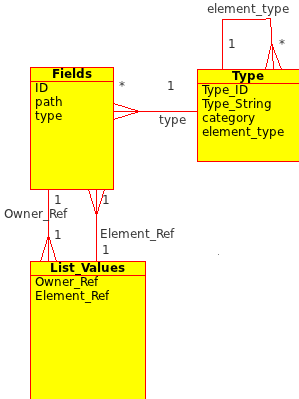 element_type
1 *
Fields
ID
path
type
* 1
type
Type
Type_ID
Type_String
category
element_type
1 1
Owner_Ref
1
Element_Ref
1
List_Values
Owner_Ref
Element_Ref